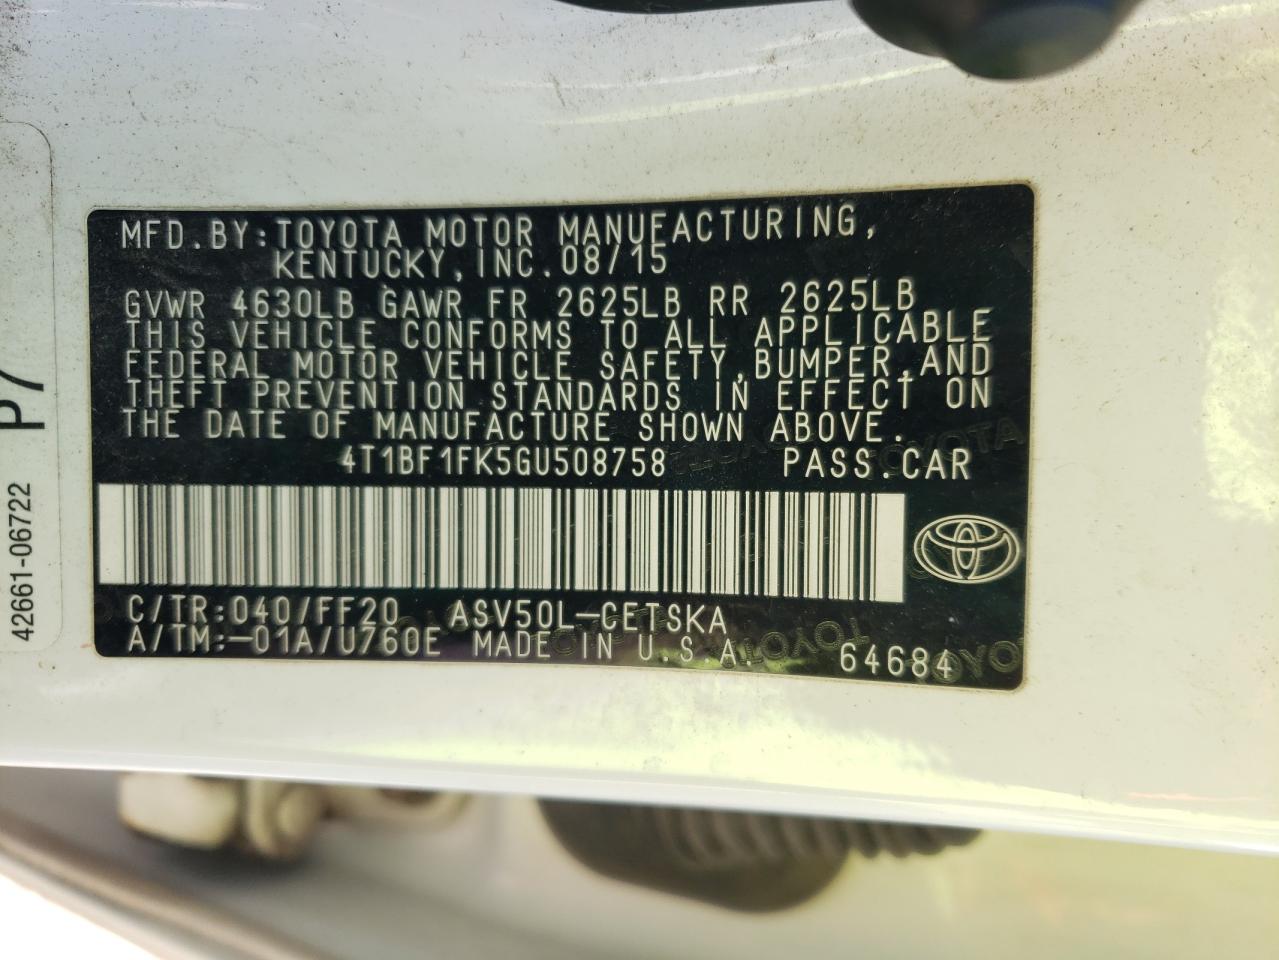 MFD.BY:TOYOTA MOTOR MANUFACTURING,
KENTUCKY,INC.08/15
GVWR 4630LB GAWR FR 2625LB RR 2625LB
THIS VEHICLE CONFORMS TO ALL APPLICABLE
FEDERAL MOTOR VEHICLE SAFETY,BUMPER,AND
THEFT PREVENTION STANDARDS IN EFFECT ON
THE DATE OF MANUFACTURE SHOWN ABOVE.
4T1BF1FK5GU508758 PASS.CAR
C/TR:040/FF20 ASV50L-CETSKA
A/TM:-01A/U760E MADE IN U.S.A. 64684
42661-06722
P7
TOYOTA
TOYOTA